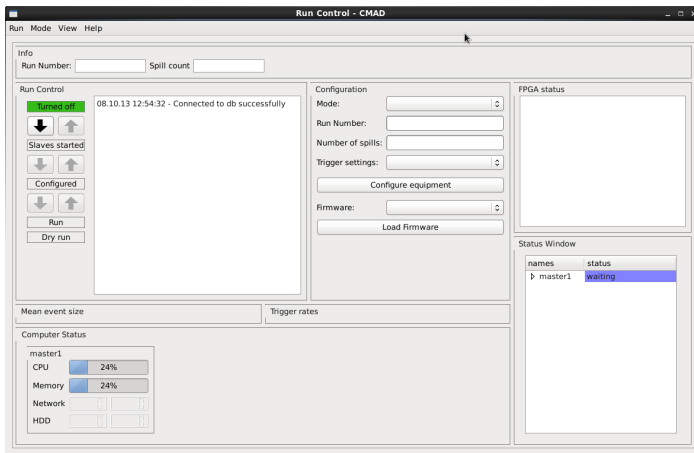 Run Control - CMAD
Run Mode View Help
Info
Run Number: Spill count
Run Control
Turned off
Slaves started
Configured
Run
Dry run
08.10.13 12:54:32 - Connected to db successfully
Configuration
Mode:
Run Number:
Number of spills:
Trigger settings:
Configure equipment
Firmware:
Load Firmware
FPGA status
Status Window
names status
master1 waiting
Mean event size
Trigger rates
Computer Status
master1
CPU 24%
Memory 24%
Network
HDD